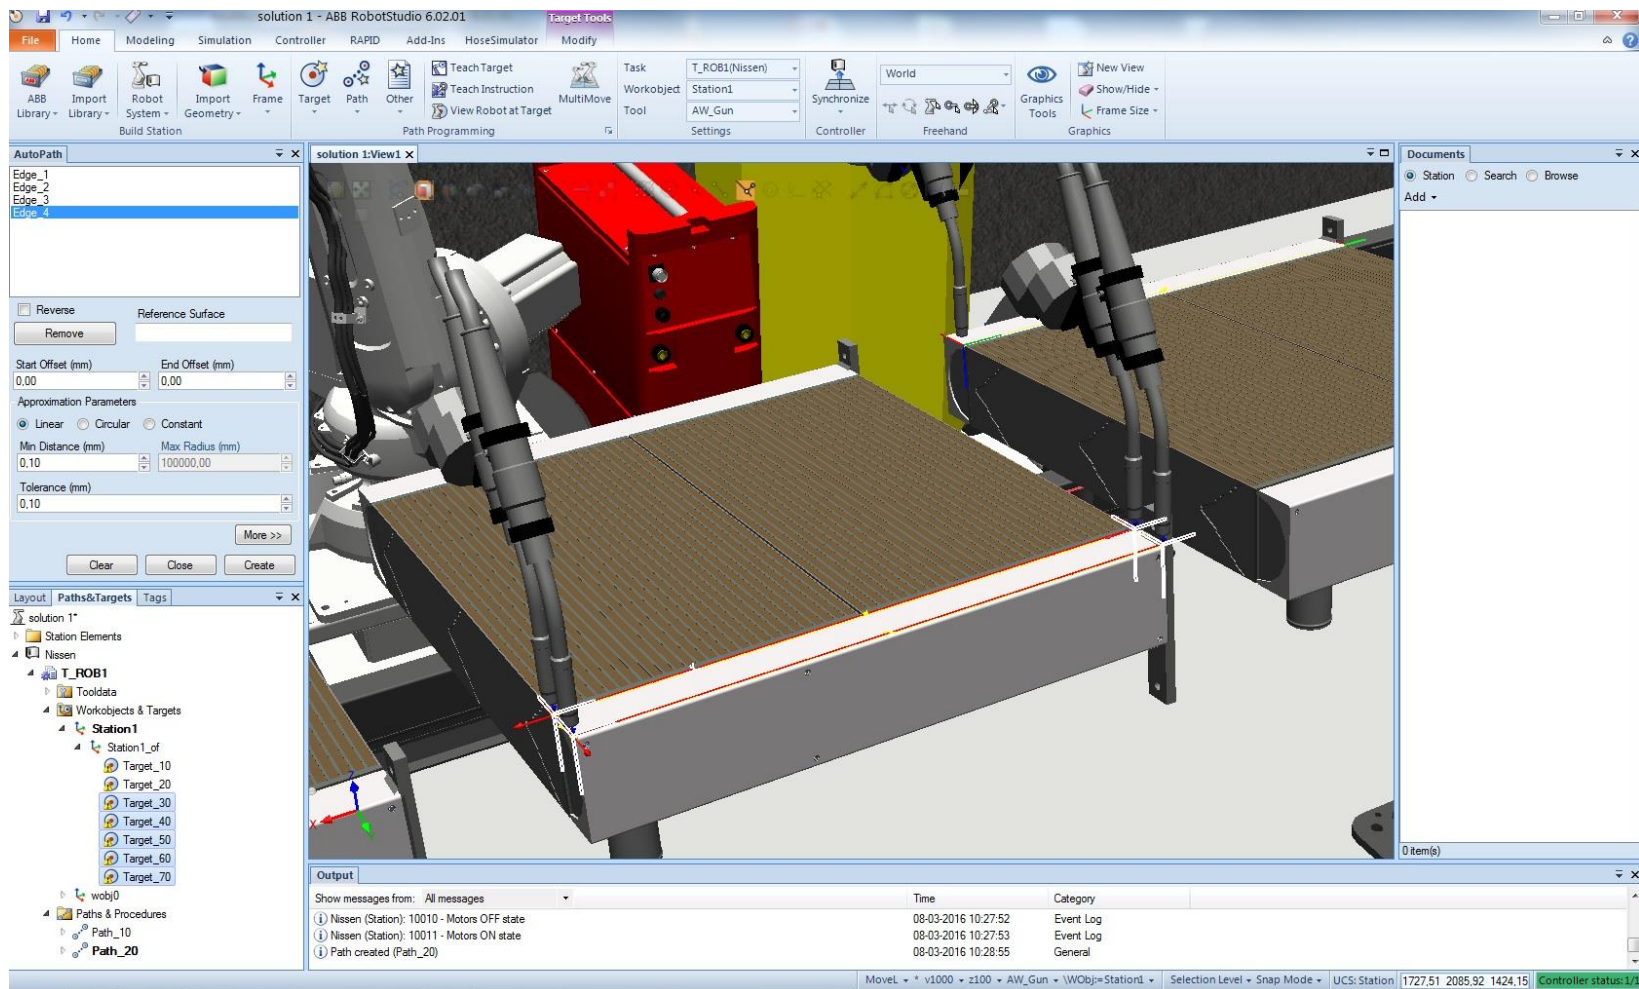 solution 1 - ABB RobotStudio 6.02.01
Target Tools
File Home Modeling Simulation Controller RAPID Add-Ins HoseSimulator Modify
ABB Library
Import Library
Robot System
Import Geometry
Frame
Build Station
Target
Path
Other
Teach Target
Teach Instruction
View Robot at Target
MultiMove
Path Programming
Task T_ROB1(Nissen)
Workobject Station1
Tool AW_Gun
Settings
Synchronize
Controller
World
Freehand
Graphics Tools
New View
Show/Hide
Frame Size
Graphics
AutoPath
Edge_1
Edge_2
Edge_3
Edge_4
Reverse
Reference Surface
Remove
Start Offset (mm) End Offset (mm)
0,00 0,00
Approximation Parameters
Linear Circular Constant
Min Distance (mm) Max Radius (mm)
0,10 100000,00
Tolerance (mm)
0,10
More >>
Clear Close Create
Layout Paths&Targets Tags
solution 1*
Station Elements
Nissen
T_ROB1
Tooldata
Workobjects & Targets
Station1
Station1_of
Target_10
Target_20
Target_30
Target_40
Target_50
Target_60
Target_70
wobj0
Paths & Procedures
Path_10
Path_20
solution 1:View1
Z
X
Documents
Station Search Browse
Add
0 item(s)
Output
Show messages from: All messages Time Category
Nissen (Station): 10010 - Motors OFF state 08-03-2016 10:27:52 Event Log
Nissen (Station): 10011 - Motors ON state 08-03-2016 10:27:53 Event Log
Path created (Path_20) 08-03-2016 10:28:55 General
MoveL * v1000 z100 AW_Gun \WObj:=Station1 Selection Level Snap Mode UCS: Station 1727,51 2085,92 1424,15 Controller status: 1/1